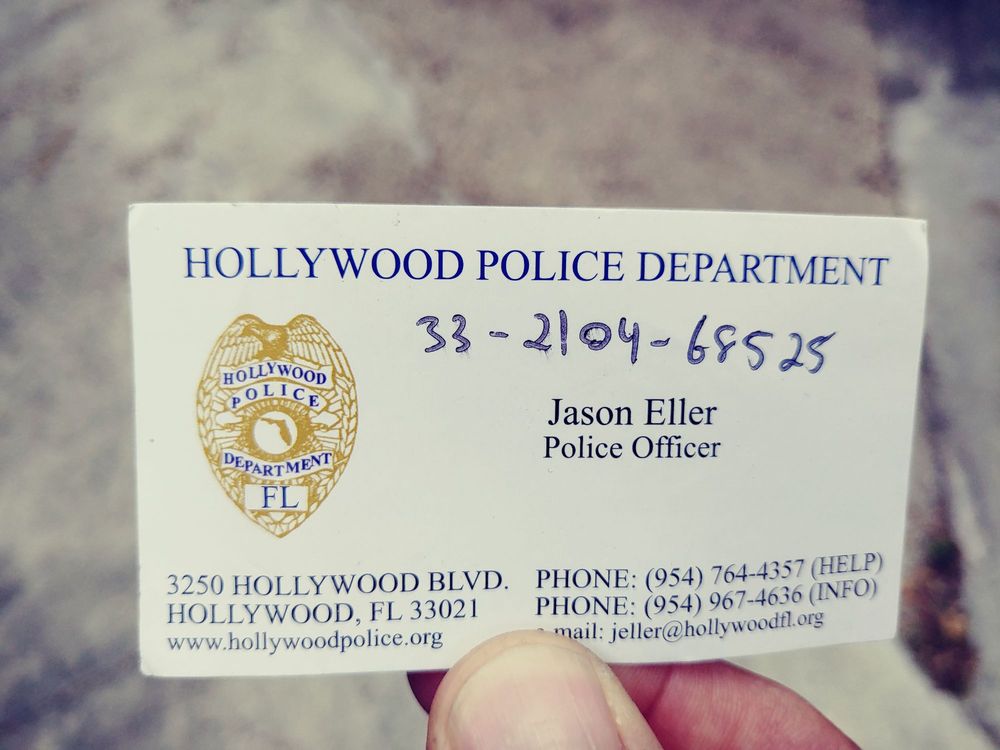 HOLLYWOOD POLICE DEPARTMENT
33-2104-68525
HOLLYWOOD
POLICE
DEPARTMENT
FL
Jason Eller
Police Officer
3250 HOLLYWOOD BLVD.
HOLLYWOOD, FL 33021
www.hollywoodpolice.org
PHONE: (954) 764-4357 (HELP)
PHONE: (954) 967-4636 (INFO)
mail: jeller@hollywoodfl.org